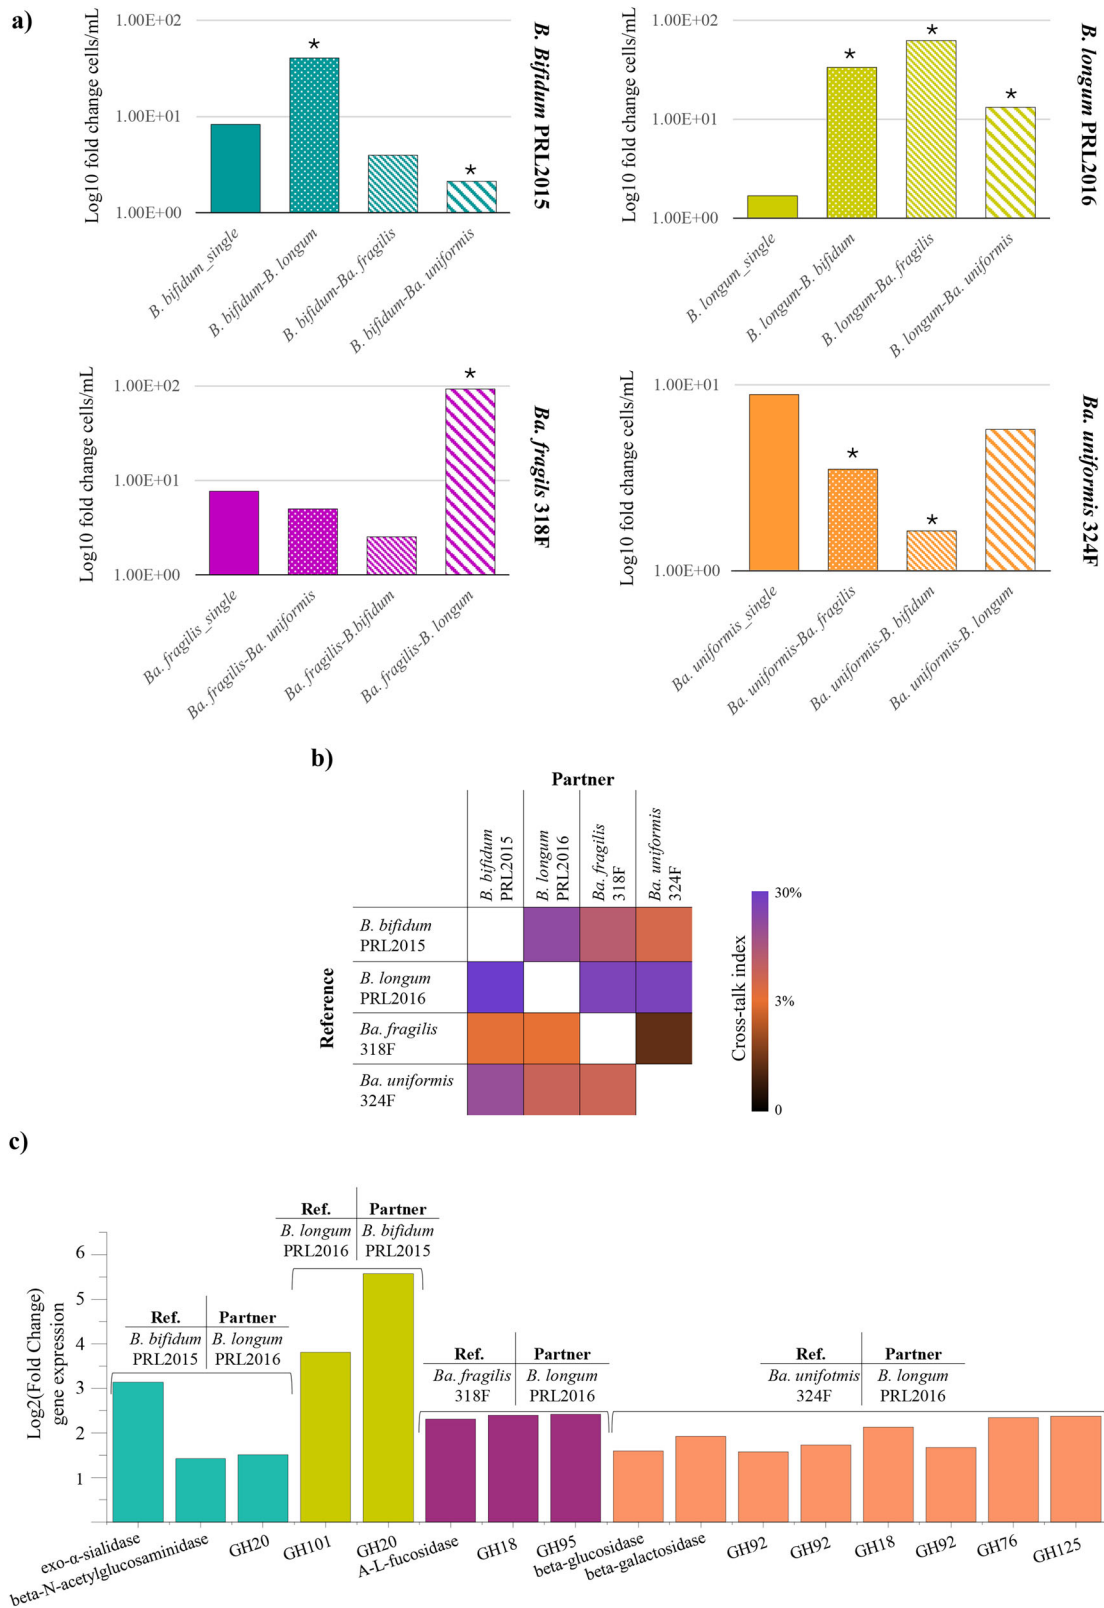 a)
1.00E+02
1.00E+01
1.00E+00
Log10 fold change cells/mL
*
*
B. bifidum_single
B. bifidum-B. longum
B. bifidum-Ba. fragilis
B. bifidum-Ba. uniformis
B. Bifidum PRL2015
1.00E+02
1.00E+01
1.00E+00
Log10 fold change cells/mL
*
*
*
B. longum_single
B. longum-B. bifidum
B. longum-Ba. fragilis
B. longum-Ba. uniformis
B. longum PRL2016
1.00E+02
1.00E+01
1.00E+00
Log10 fold change cells/mL
*
Ba. fragilis_single
Ba. fragilis-Ba. uniformis
Ba. fragilis-B.bifidum
Ba. fragilis-B. longum
Ba. fragils 318F
1.00E+01
1.00E+00
Log10 fold change cells/mL
*
*
Ba. uniformis_single
Ba. uniformis-Ba. fragilis
Ba. uniformis-B. bifidum
Ba. uniformis-B. longum
Ba. uniformis 324F
b)
Partner
B. bifidum
PRL2015
B. longum
PRL2016
Ba. fragilis
318F
Ba. uniformis
324F
Reference
B. bifidum
PRL2015
B. longum
PRL2016
Ba. fragilis
318F
Ba. uniformis
324F
Cross-talk index
30%
3%
0
c)
Log2(Fold Change)
gene expression
6
5
4
3
2
1
Ref. Partner
B. bifidum B. longum
PRL2015 PRL2016
Ref. Partner
B. longum B. bifidum
PRL2016 PRL2015
Ref. Partner
Ba. fragilis B. longum
318F PRL2016
Ref. Partner
Ba. unifotmis B. longum
324F PRL2016
exo-α-sialidase
beta-N-acetylglucosaminidase
GH20
GH101
GH20
A-L-fucosidase
GH18
GH95
beta-glucosidase
beta-galactosidase
GH92
GH92
GH18
GH92
GH76
GH125